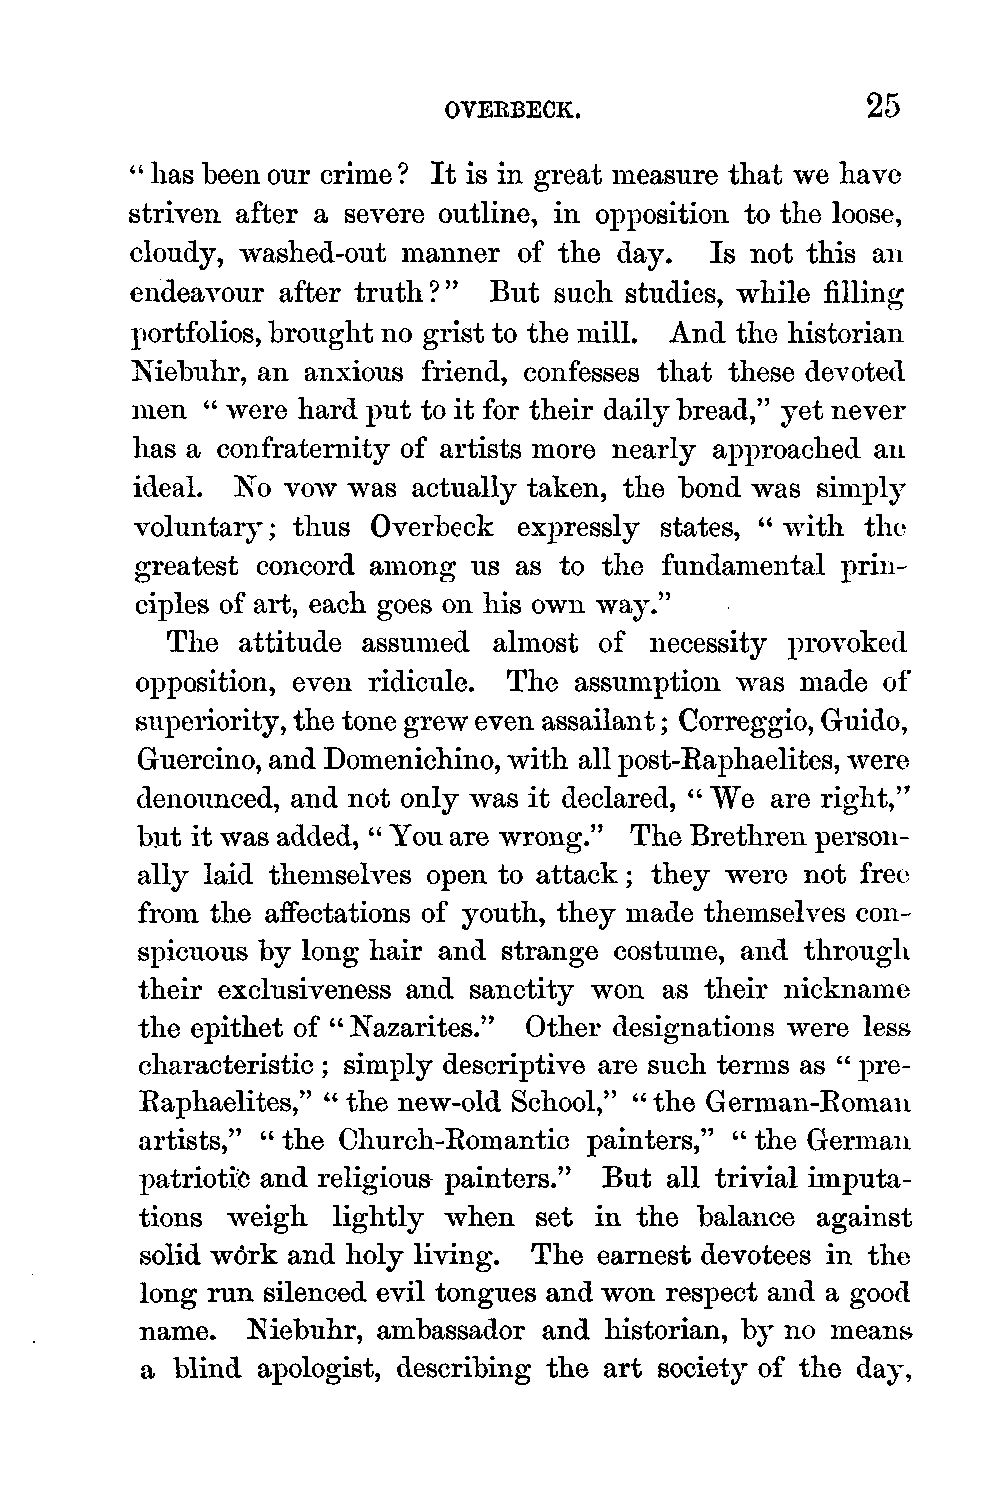 OVERBECK. 25
“ has been our crime ? It is in great measure that we have
striven after a severe outline, in opposition to the loose,
cloudy, washed-out manner of the day. Is not this an
endeavour after truth ?” But such studies, while filling
portfolios, brought no grist to the mill. And the historian
Niebuhr, an anxious friend, confesses that these devoted
men “ were hard put to it for their daily bread,” yet never
has a confraternity of artists more nearly approached an
ideal. No vow was actually taken, the bond was simply
voluntary ; thus Overbeck expressly states, “ with the
greatest concord among us as to the fundamental prin-
ciples of art, each goes on his own way.”
The attitude assumed almost of necessity provoked
opposition, even ridicule. The assumption was made of
superiority, the tone grew even assailant ; Correggio, Guido,
Guercino, and Domenichino, with all post-Raphaelites, were
denounced, and not only was it declared, “ We are right,”
but it was added, “ You are wrong.” The Brethren person-
ally laid themselves open to attack ; they were not free
from the affectations of youth, they made themselves con-
spicuous by long hair and strange costume, and through
their exclusiveness and sanctity won as their nickname
the epithet of “ Nazarites.” Other designations were less
characteristic ; simply descriptive are such terms as “ pre-
Raphaelites,” “ the new-old School,” “ the German-Roman
artists,” “ the Church-Romantic painters,” “ the German
patriotic and religious painters.” But all trivial imputa-
tions weigh lightly when set in the balance against
solid work and holy living. The earnest devotees in the
long run silenced evil tongues and won respect and a good
name. Niebuhr, ambassador and historian, by no means
a blind apologist, describing the art society of the day,